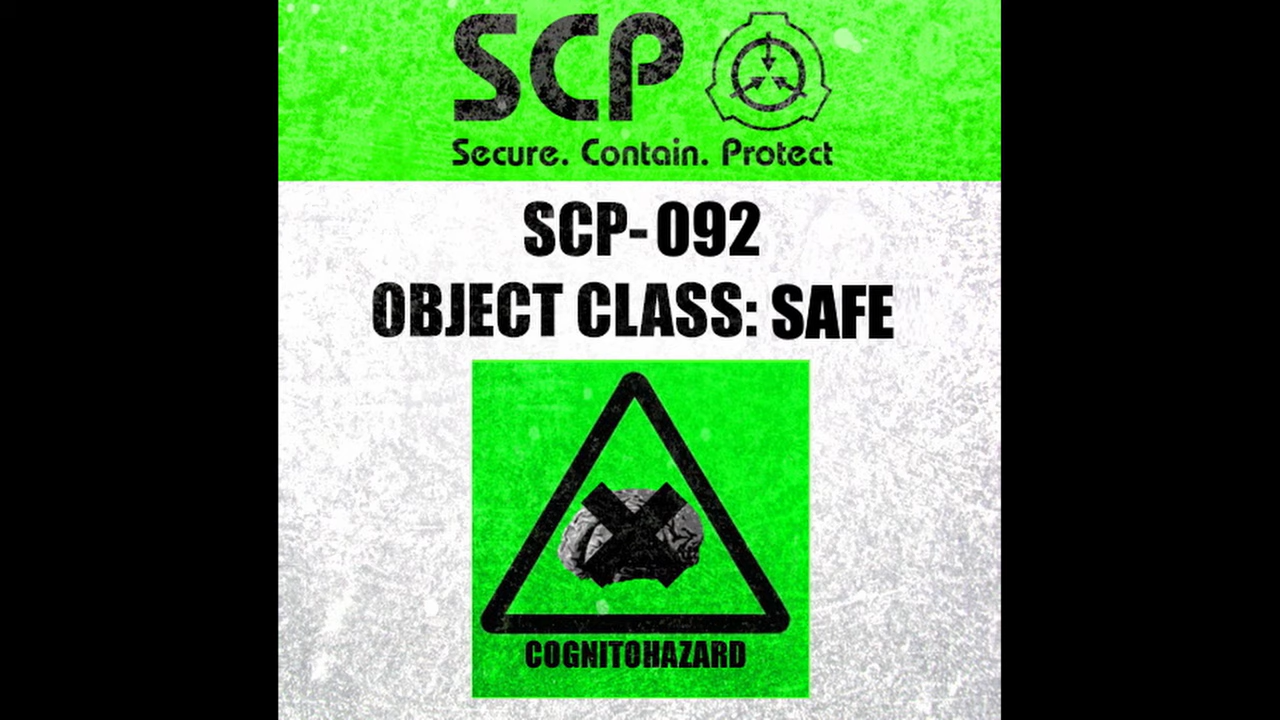 SCP
Secure. Contain. Protect
SCP-092
OBJECT CLASS: SAFE
COGNITOHAZARD